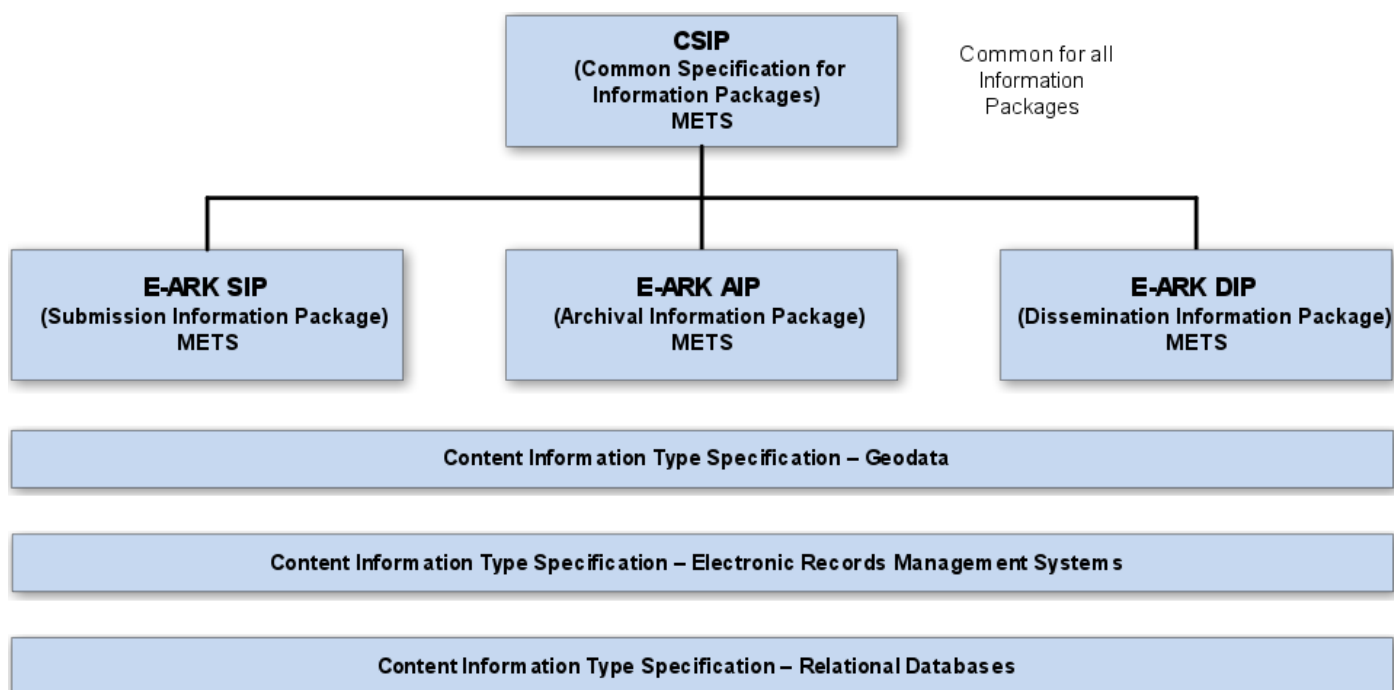 CSIP
(Common Specification for
Information Packages)
METS
Common for all
Information
Packages
E-ARK SIP
(Submission Information Package)
METS
E-ARK AIP
(Archival Information Package)
METS
E-ARK DIP
(Dissemination Information Package)
METS
Content Information Type Specification – Geodata
Content Information Type Specification – Electronic Records Management Systems
Content Information Type Specification – Relational Databases